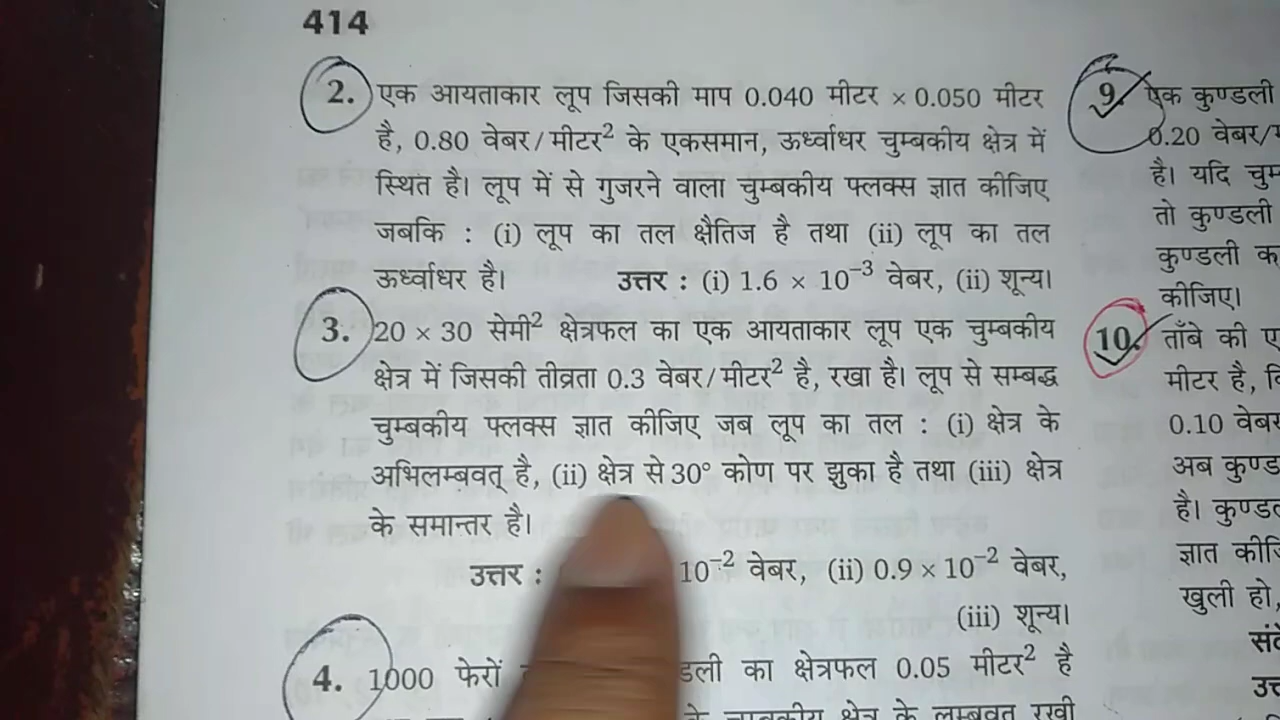 414
2. एक आयताकार लूप जिसकी माप 0.040 मीटर × 0.050 मीटर
है, 0.80 वेबर/मीटर² के एकसमान, ऊर्ध्वाधर चुम्बकीय क्षेत्र में
स्थित है। लूप में से गुजरने वाला चुम्बकीय फ्लक्स ज्ञात कीजिए
जबकि : (i) लूप का तल क्षैतिज है तथा (ii) लूप का तल
ऊर्ध्वाधर है। उत्तर : (i) 1.6 × 10⁻³ वेबर, (ii) शून्य।
3. 20 × 30 सेमी² क्षेत्रफल का एक आयताकार लूप एक चुम्बकीय
क्षेत्र में जिसकी तीव्रता 0.3 वेबर/मीटर² है, रखा है। लूप से सम्बद्ध
चुम्बकीय फ्लक्स ज्ञात कीजिए जब लूप का तल : (i) क्षेत्र के
अभिलम्बवत् है, (ii) क्षेत्र से 30° कोण पर झुका है तथा (iii) क्षेत्र
के समान्तर है।
उत्तर : 10⁻² वेबर, (ii) 0.9 × 10⁻² वेबर,
(iii) शून्य।
4. 1000 फेरों का क्षेत्रफल 0.05 मीटर² है
चुम्बकीय क्षेत्र के लम्बवत् रखी
9. एक कुण्डली
0.20 वेबर/
है। यदि
तो कुण्डली
कुण्डली
कीजिए।
10. ताँबे की
मीटर है,
0.10 वेबर
अब
है।
ज्ञात
खुली हो,